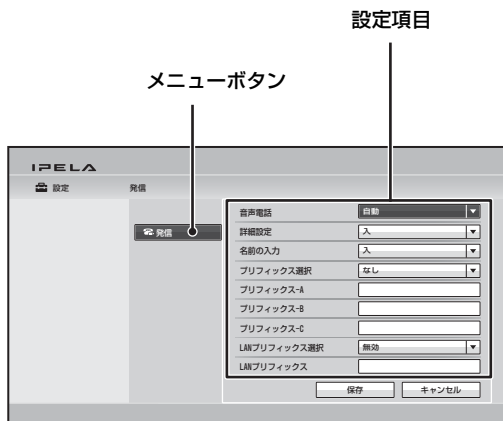 設定項目
メニューボタン
IPELA
設定 発信
発信
音声電話 自動
詳細設定 入
名前の入力 入
プリフィックス選択 なし
プリフィックス-A
プリフィックス-B
プリフィックス-C
LANプリフィックス選択 無効
LANプリフィックス
保存 キャンセル